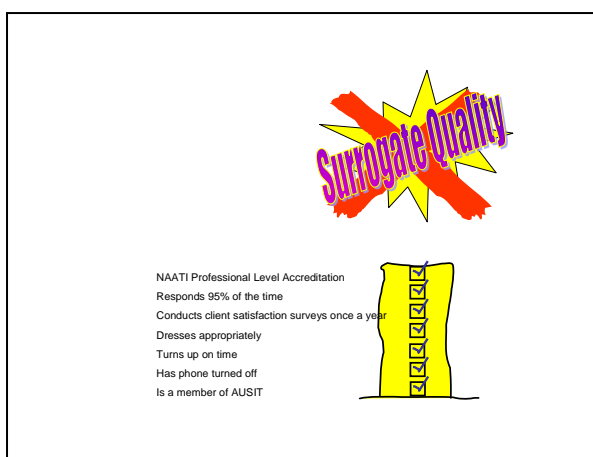 Surrogate Quality
NAATI Professional Level Accreditation
Responds 95% of the time
Conducts client satisfaction surveys once a year
Dresses appropriately
Turns up on time
Has phone turned off
Is a member of AUSIT